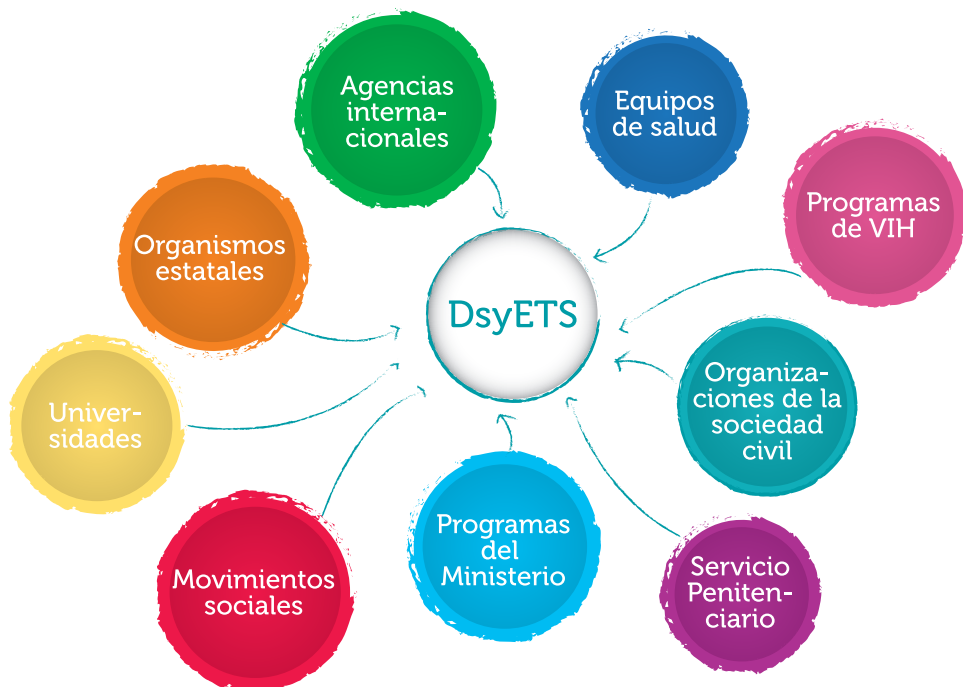 Agencias
interna-
cionales
Equipos
de salud
Programas
de VIH
Organismos
estatales
DsyETS
Organiza-
ciones de la
sociedad
civil
Univer-
sidades
Programas
del
Ministerio
Movimientos
sociales
Servicio
Peniten-
ciario